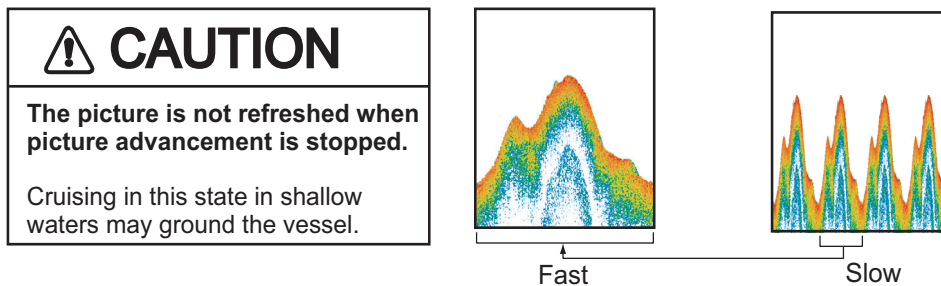 CAUTION
The picture is not refreshed when
picture advancement is stopped.
Cruising in this state in shallow
waters may ground the vessel.
Fast
Slow